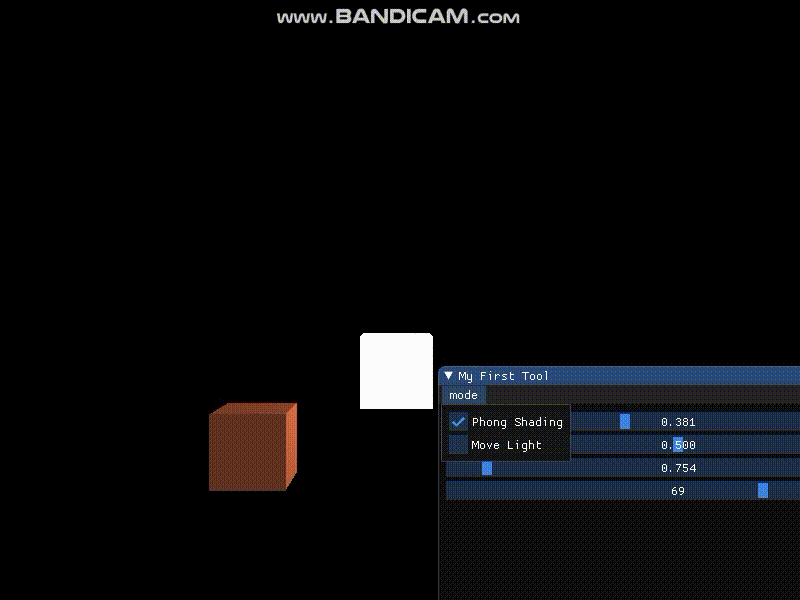 www.BANDICAM.com
My First Tool
mode
Phong Shading
0.381
Move Light
0.500
0.754
69